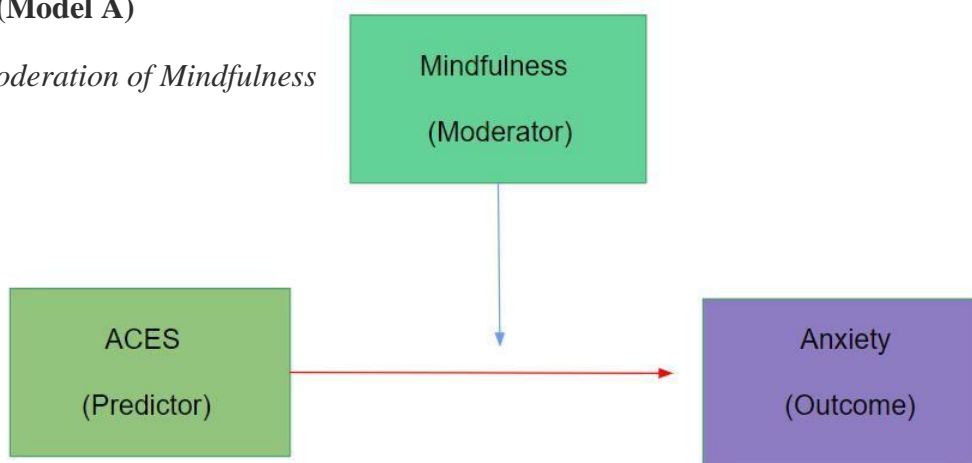 (Model A)
oderation of Mindfulness
Mindfulness
(Moderator)
ACES
(Predictor)
Anxiety
(Outcome)